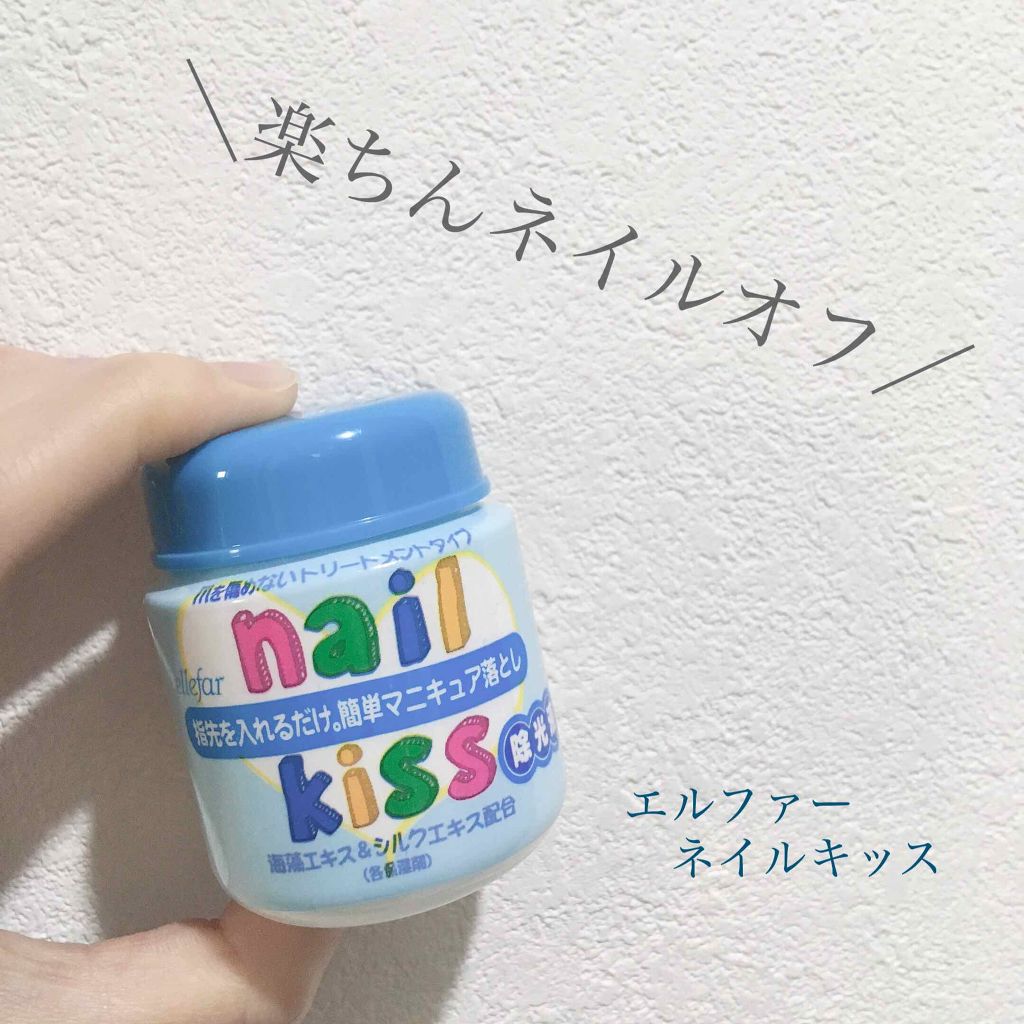 \楽ちんネイルオフ/
爪を傷めないトリートメントタイプ
nail
ellefar
指先を入れるだけ。簡単マニキュア落とし
kiss
除光
海藻エキス&シルクエキス配合
(各保湿剤)
エルファー
ネイルキッス